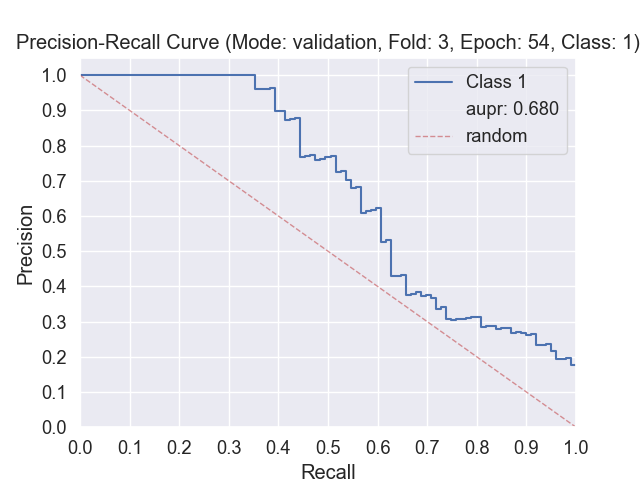 Precision-Recall Curve (Mode: validation, Fold: 3, Epoch: 54, Class: 1)
Class 1
aupr: 0.680
random
Precision
1.0
0.9
0.8
0.7
0.6
0.5
0.4
0.3
0.2
0.1
0.0
0.0 0.1 0.2 0.3 0.4 0.5 0.6 0.7 0.8 0.9 1.0
Recall